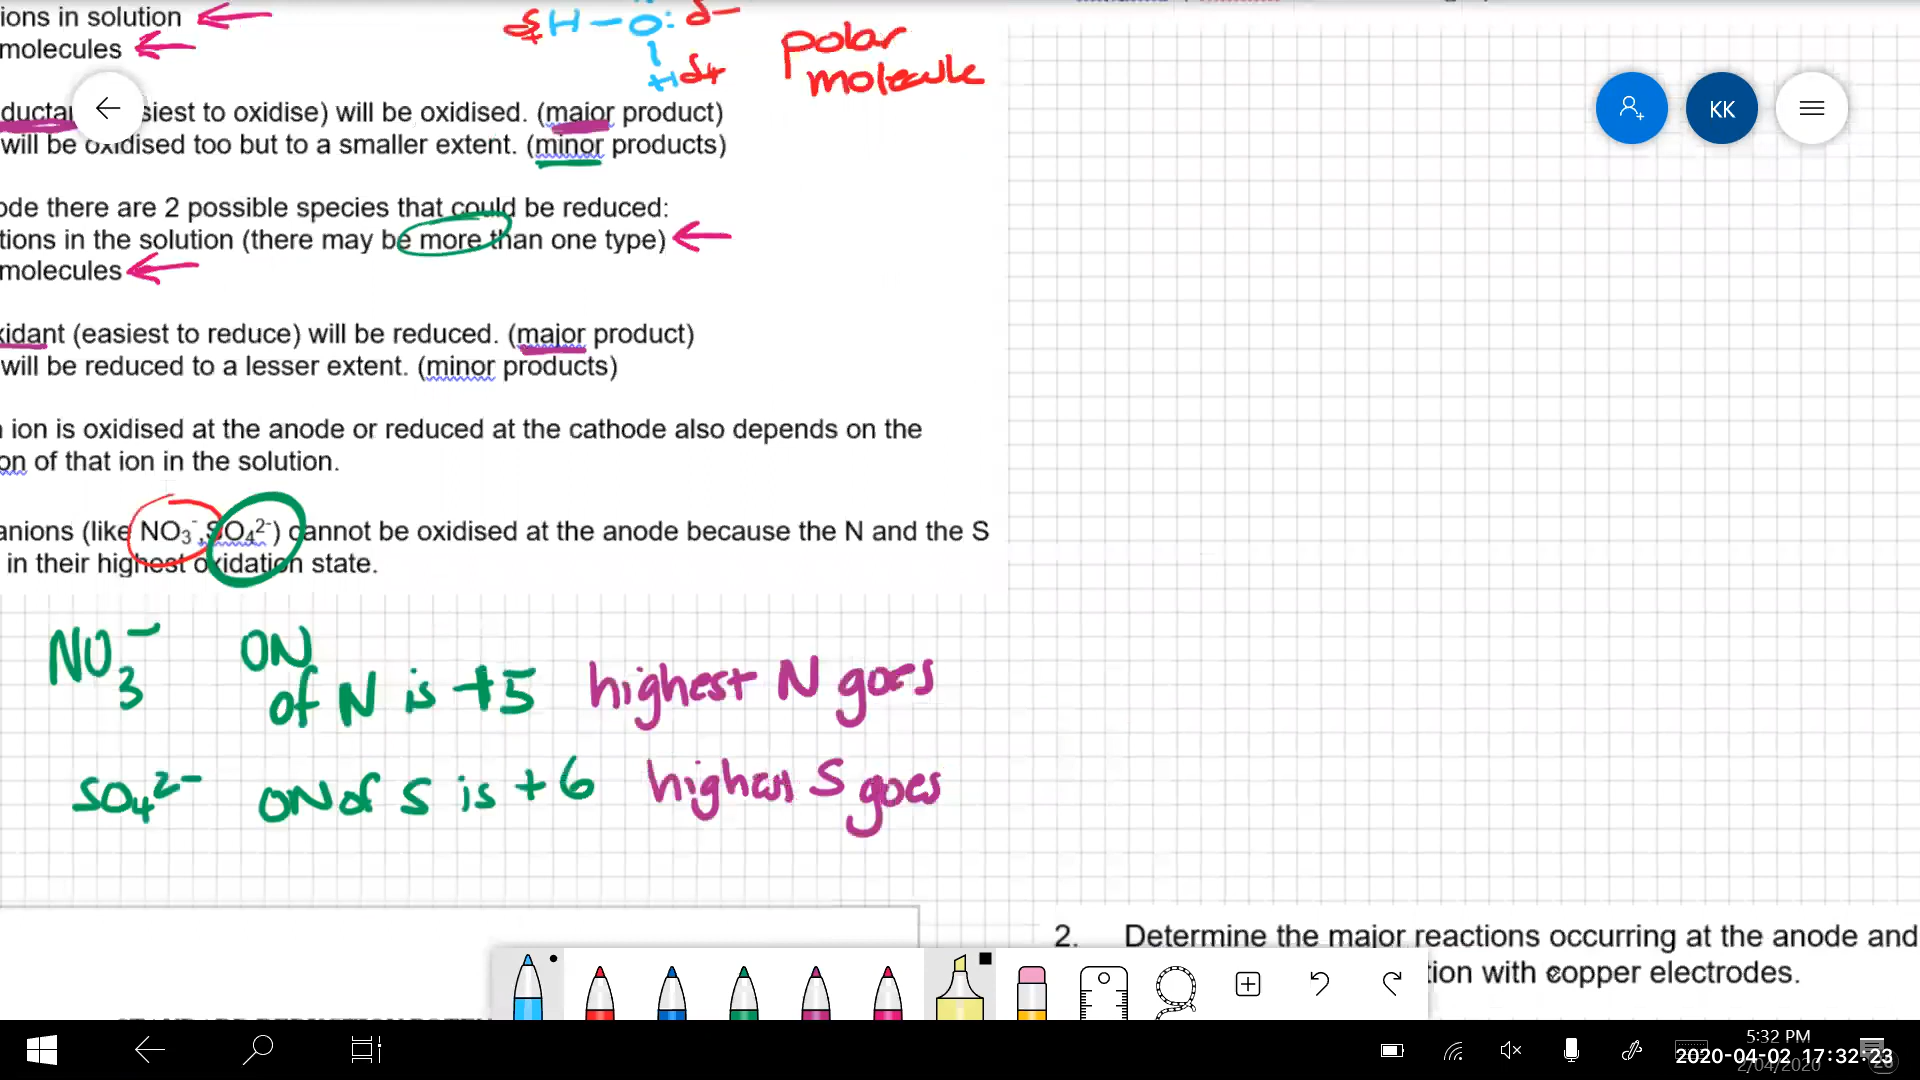 ions in solution
molecules
δ+ H – O: δ–
H δ+
polar
molecule
siest to oxidise) will be oxidised. (major product)
will be oxidised too but to a smaller extent. (minor products)
ode there are 2 possible species that could be reduced:
tions in the solution (there may be more than one type)
molecules
xidant (easiest to reduce) will be reduced. (major product)
will be reduced to a lesser extent. (minor products)
ion is oxidised at the anode or reduced at the cathode also depends on the
on of that ion in the solution.
anions (like NO₃⁻, SO₄²⁻) cannot be oxidised at the anode because the N and the S
in their highest oxidation state.
NO₃⁻ ON
of N is +5 highest N goes
SO₄²⁻ ON of S is +6 highest S goes
2. Determine the major reactions occurring at the anode and
tion with copper electrodes.
KK
5:32 PM
2020-04-02 17:32:23
2/04/2020